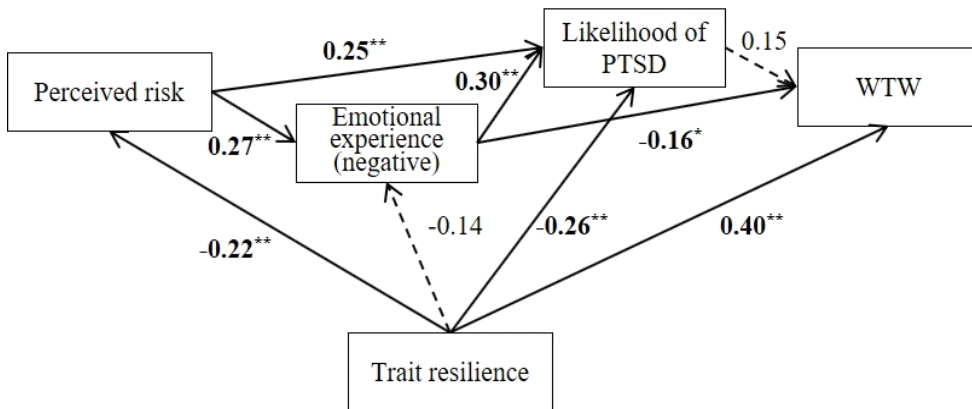 Likelihood of
PTSD
0.15
0.25**
WTW
Perceived risk
0.30**
Emotional
experience
(negative)
0.27**
-0.16*
-0.14
-0.26**
0.40**
-0.22**
Trait resilience